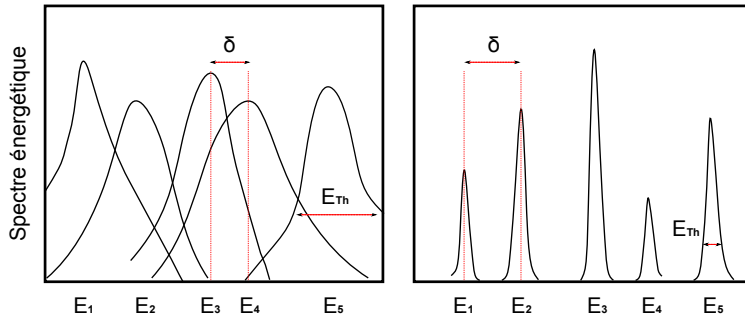 Spectre énergétique
δ
E_Th
E₁ E₂ E₃ E₄ E₅
δ
E_Th
E₁ E₂ E₃ E₄ E₅